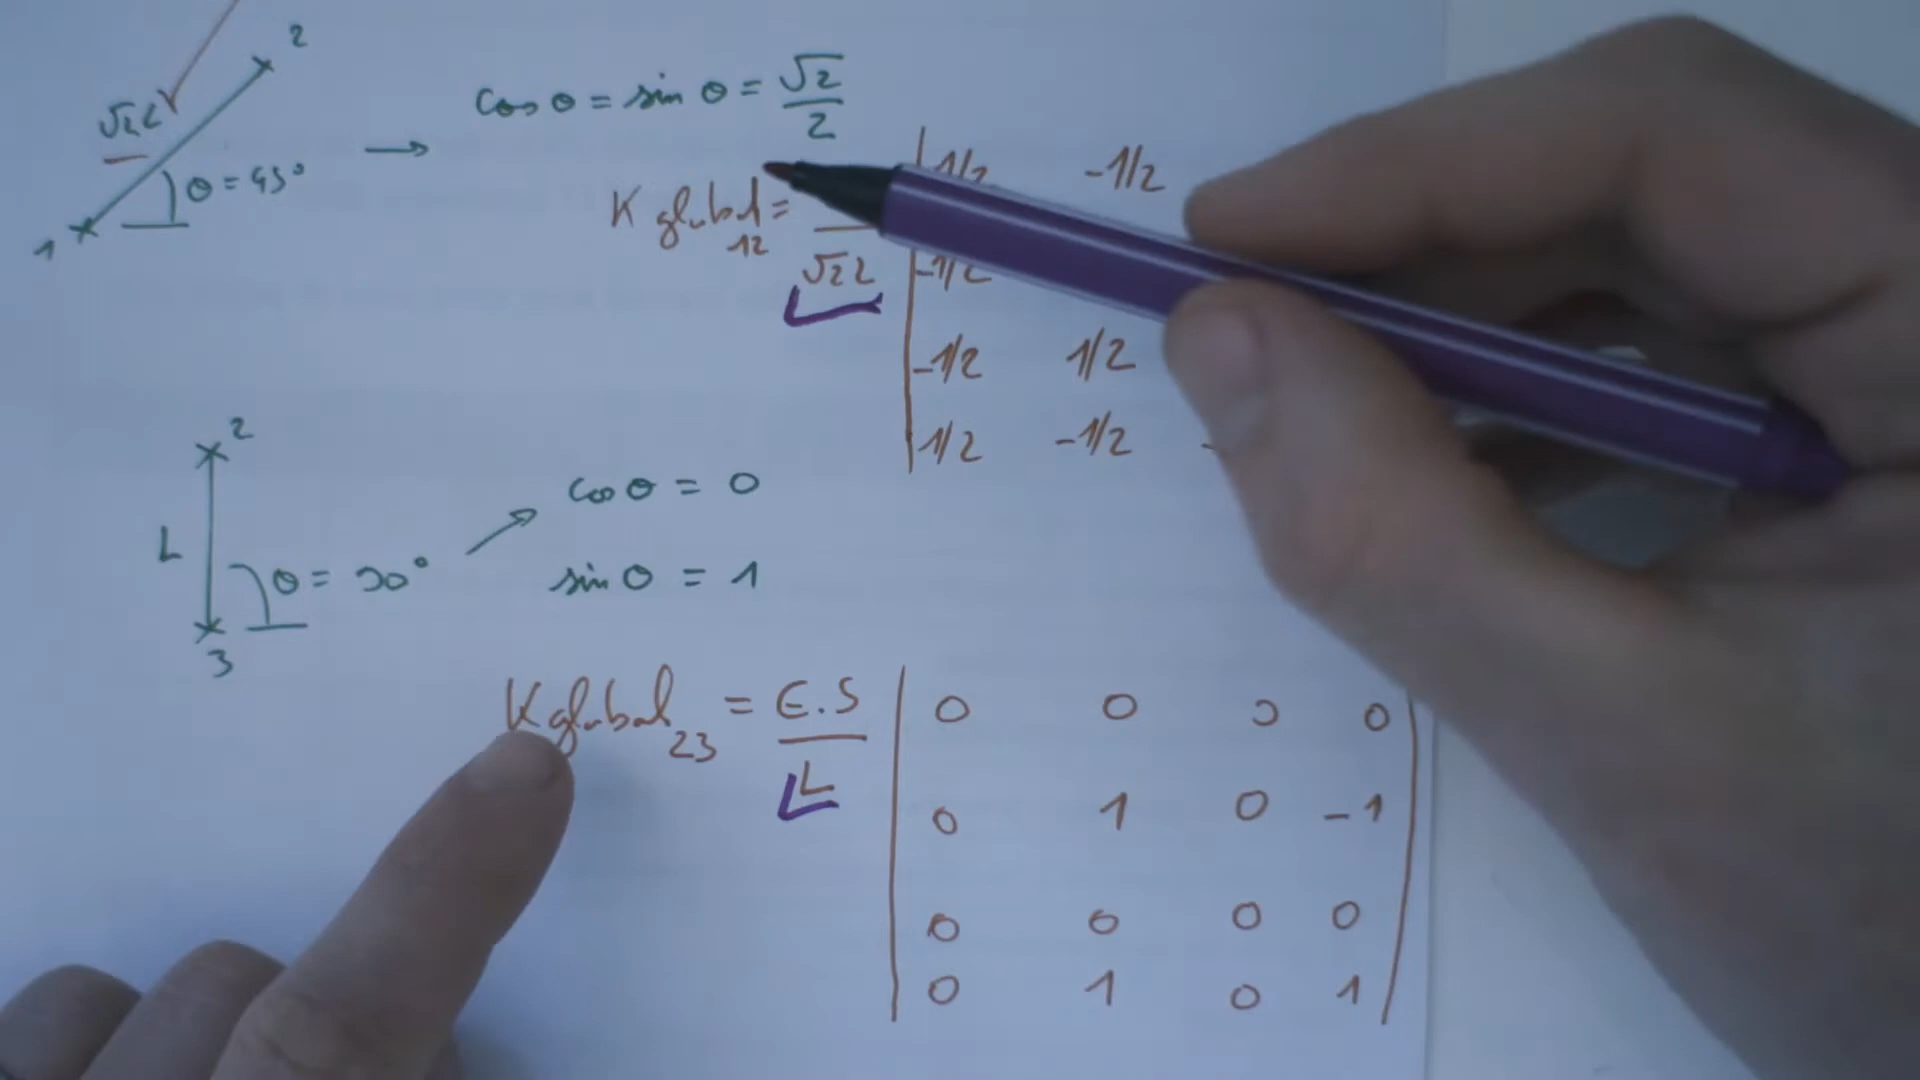 2
√2 L
θ = 45°
1
cos θ = sin θ = √2/2
K global12 =
√2 L
1/2 -1/2
-1/2
-1/2 1/2
1/2 -1/2 -
2
L
θ = 90°
3
cos θ = 0
sin θ = 1
K global23 = E.S/L
0 0 0 0
0 1 0 -1
0 0 0 0
0 1 0 1